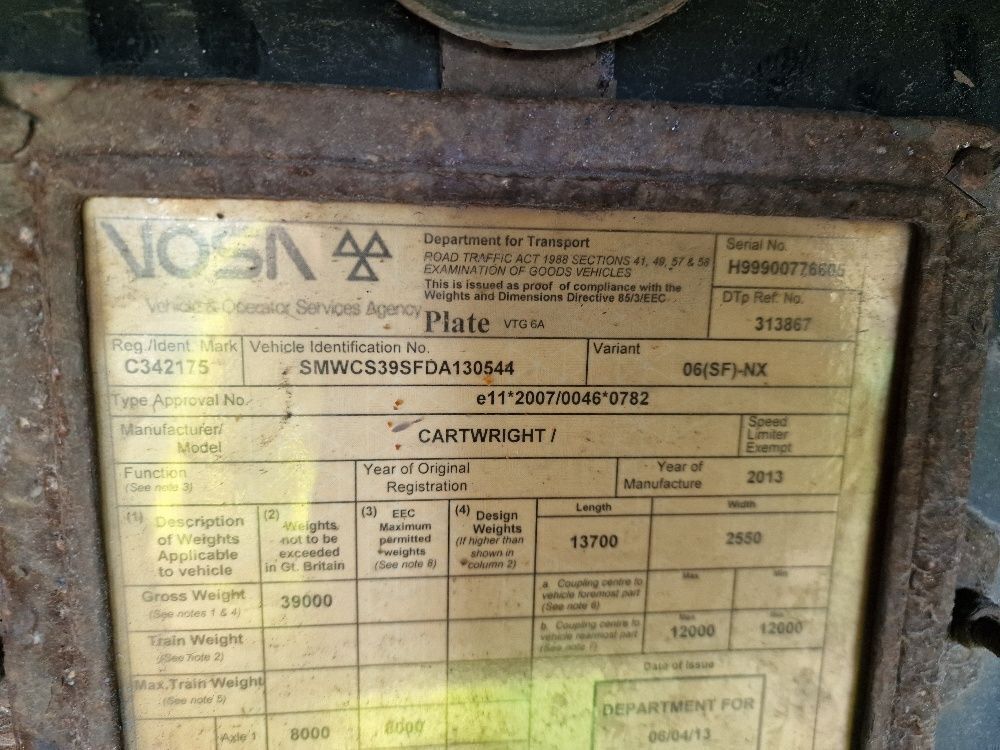 VOSA
Vehicle & Operator Services Agency
Department for Transport
ROAD TRAFFIC ACT 1988 SECTIONS 41, 49, 57 & 58
EXAMINATION OF GOODS VEHICLES
This is issued as proof of compliance with the
Weights and Dimensions Directive 85/3/EEC
Plate VTG 6A
Serial No.
H99900776605
DTp Ref. No.
313867
Reg./Ident. Mark
C342175
Vehicle Identification No.
SMWCS39SFDA130544
Variant
06(SF)-NX
Type Approval No.
e11*2007/0046*0782
Manufacturer/
Model
CARTWRIGHT /
Speed
Limiter
Exempt
Function
(See note 3)
Year of Original
Registration
Year of
Manufacture
2013
(1) Description
of Weights
Applicable
to vehicle
(2) Weights
not to be
exceeded
in Gt. Britain
(3) EEC
Maximum
permitted
weights
(See note 8)
(4) Design
Weights
(if higher than
shown in
column 2)
Length
13700
Width
2550
Gross Weight
(See notes 1 & 4)
39000
a. Coupling centre to
vehicle foremost part
(See note 6)
Max.
Min
Train Weight
(See note 2)
b. Coupling centre to
vehicle rearmost part
(See note 7)
Max.
12000
12000
Max.Train Weight
(See note 5)
Date of Issue
DEPARTMENT FOR
06/04/13
Axle 1
8000
8000